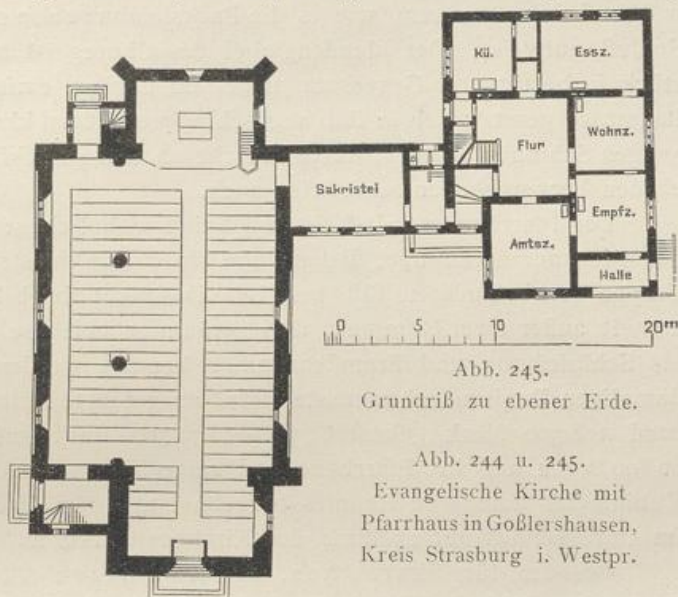 Kü.
Essz.
Flur
Wohnz.
Sakristei
Empfz.
Amtsz.
Halle
0 5 10 20 m
Abb. 245.
Grundriß zu ebener Erde.
Abb. 244 u. 245.
Evangelische Kirche mit
Pfarrhaus in Goßlershausen,
Kreis Strasburg i. Westpr.